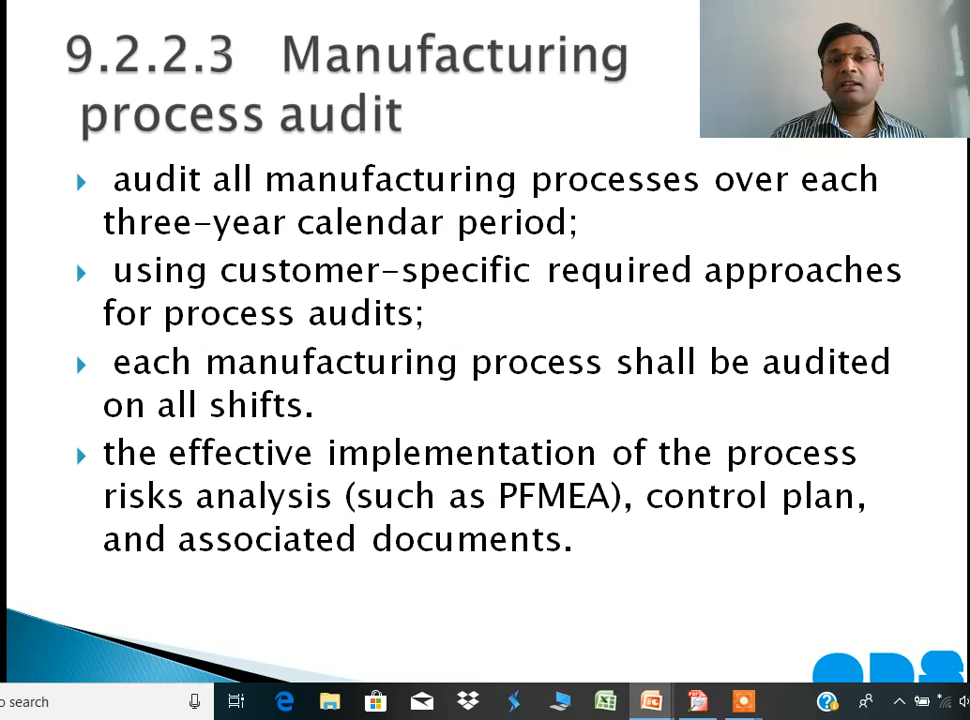 9.2.2.3 Manufacturing
process audit
audit all manufacturing processes over each
three-year calendar period;
using customer-specific required approaches
for process audits;
each manufacturing process shall be audited
on all shifts.
the effective implementation of the process
risks analysis (such as PFMEA), control plan,
and associated documents.
o search